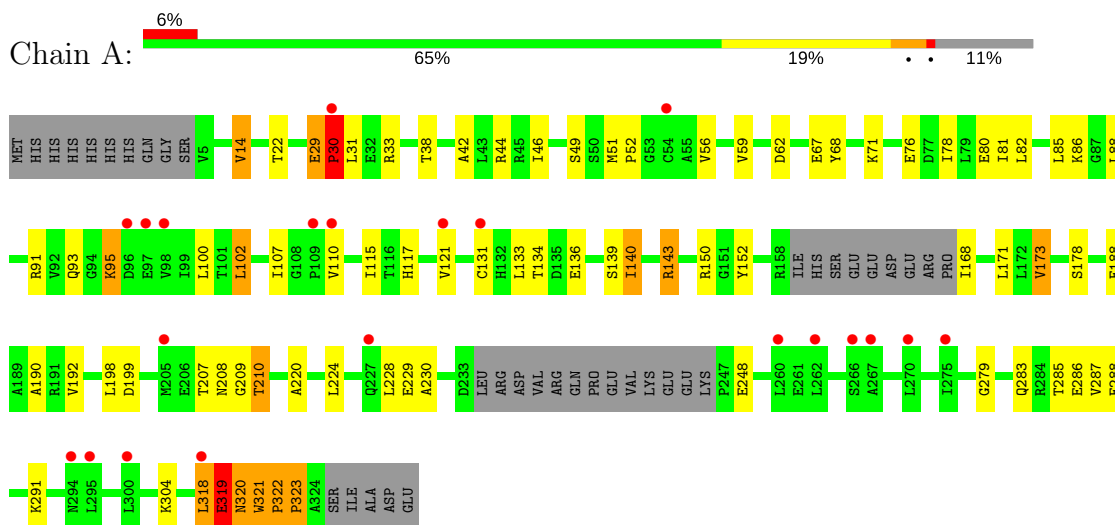 6%
Chain A:
65% 19% • • 11%
MET HIS HIS HIS HIS HIS HIS GLN GLY SER V5 V14 T22 E29 P30 L31 E32 R33 T38 A42 L43 R44 R45 I46 S49 S50 M51 P52 G53 C54 A55 V56 V59 D62 E67 Y68 K71 E76 D77 I78 L79 E80 I81 L82 L85 K86 G87 L88
R91 V92 Q93 G94 K95 D96 E97 V98 I99 L100 T101 L102 I107 G108 P109 V110 I115 T116 H117 V121 C131 H132 L133 T134 D135 E136 S139 I140 R143 R150 G151 Y152 R158 ILE HIS SER GLU GLU ASP GLU ARG PRO I168 L171 L172 V173 S178 E188
A189 A190 R191 V192 L198 D199 M205 E206 T207 N208 G209 T210 A220 L224 Q227 L228 E229 A230 D233 LEU ARG ASP VAL ARG GLN PRO GLU VAL LYS GLU GLU LYS P247 E248 L260 E261 L262 S266 A267 L270 I275 G279 Q283 R284 T285 E286 V287 E288
K291 N294 L295 L300 K304 L318 E319 N320 W321 P322 P323 A324 SER ILE ALA ASP GLU